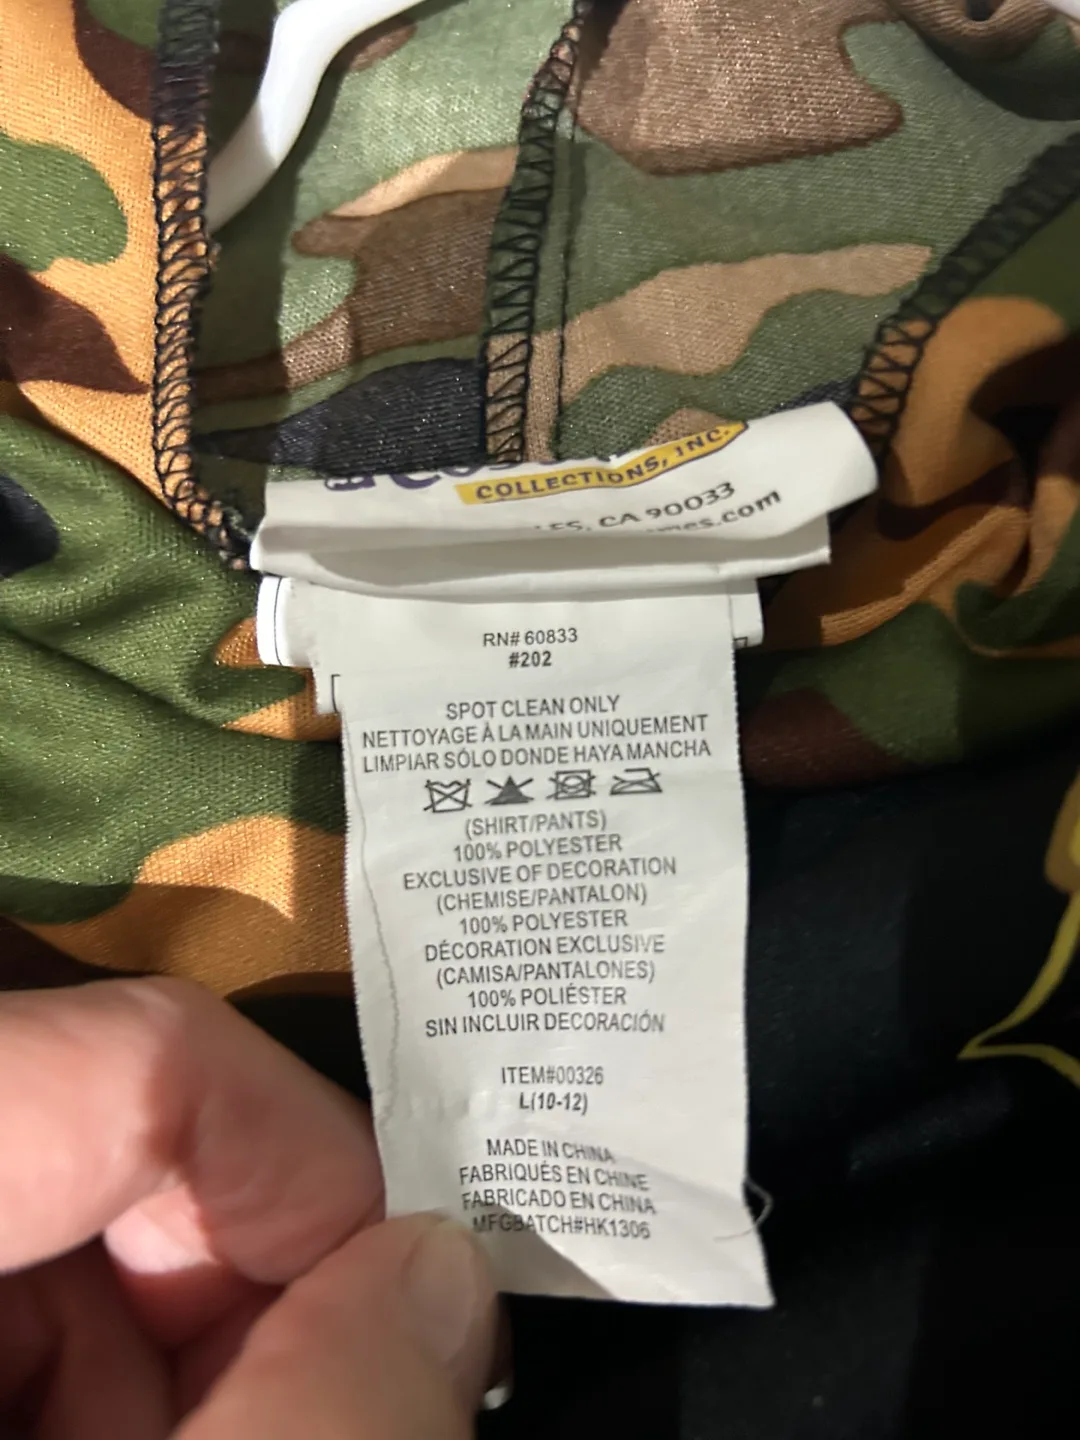 COLLECTIONS, INC.
CA 90033
.com
RN# 60833
#202
SPOT CLEAN ONLY
NETTOYAGE À LA MAIN UNIQUEMENT
LIMPIAR SÓLO DONDE HAYA MANCHA
(SHIRT/PANTS)
100% POLYESTER
EXCLUSIVE OF DECORATION
(CHEMISE/PANTALON)
100% POLYESTER
DÉCORATION EXCLUSIVE
(CAMISA/PANTALONES)
100% POLIÉSTER
SIN INCLUIR DECORACIÓN
ITEM#00326
L(10-12)
MADE IN CHINA
FABRIQUÉS EN CHINE
FABRICADO EN CHINA
MFGBATCH#HK1306